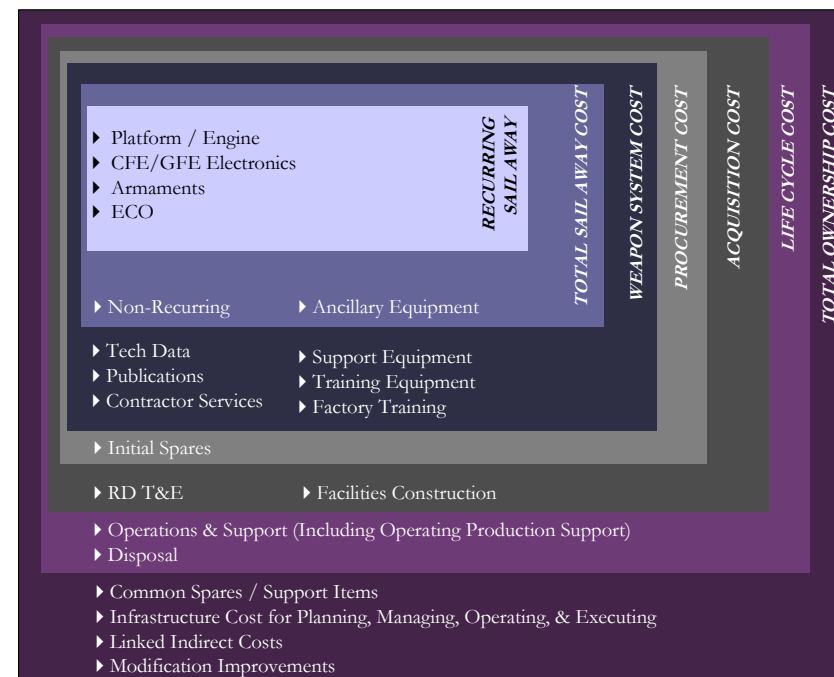 Platform / Engine
CFE/GFE Electronics
Armaments
ECO
RECURRING
SAIL AWAY
TOTAL SAIL AWAY COST
WEAPON SYSTEM COST
PROCUREMENT COST
ACQUISITION COST
LIFE CYCLE COST
TOTAL OWNERSHIP COST
Non-Recurring
Ancillary Equipment
Tech Data
Publications
Contractor Services
Support Equipment
Training Equipment
Factory Training
Initial Spares
RD T&E
Facilities Construction
Operations & Support (Including Operating Production Support)
Disposal
Common Spares / Support Items
Infrastructure Cost for Planning, Managing, Operating, & Executing
Linked Indirect Costs
Modification Improvements